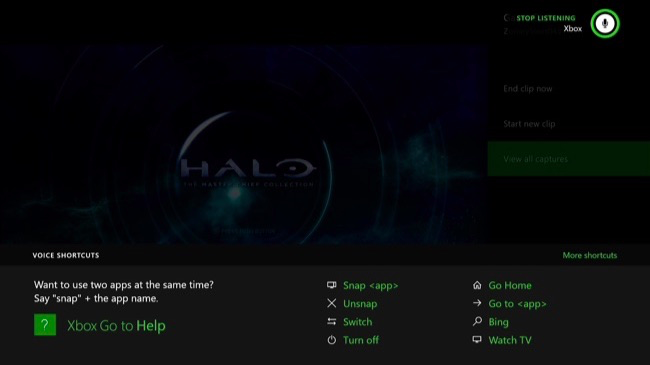 STOP LISTENING
Xbox
End clip now
Start new clip
View all captures
HALO
THE MASTER CHIEF COLLECTION
VOICE SHORTCUTS
More shortcuts
Want to use two apps at the same time?
Say "snap" + the app name.
? Xbox Go to Help
Snap <app>
Unsnap
Switch
Turn off
Go Home
Go to <app>
Bing
Watch TV